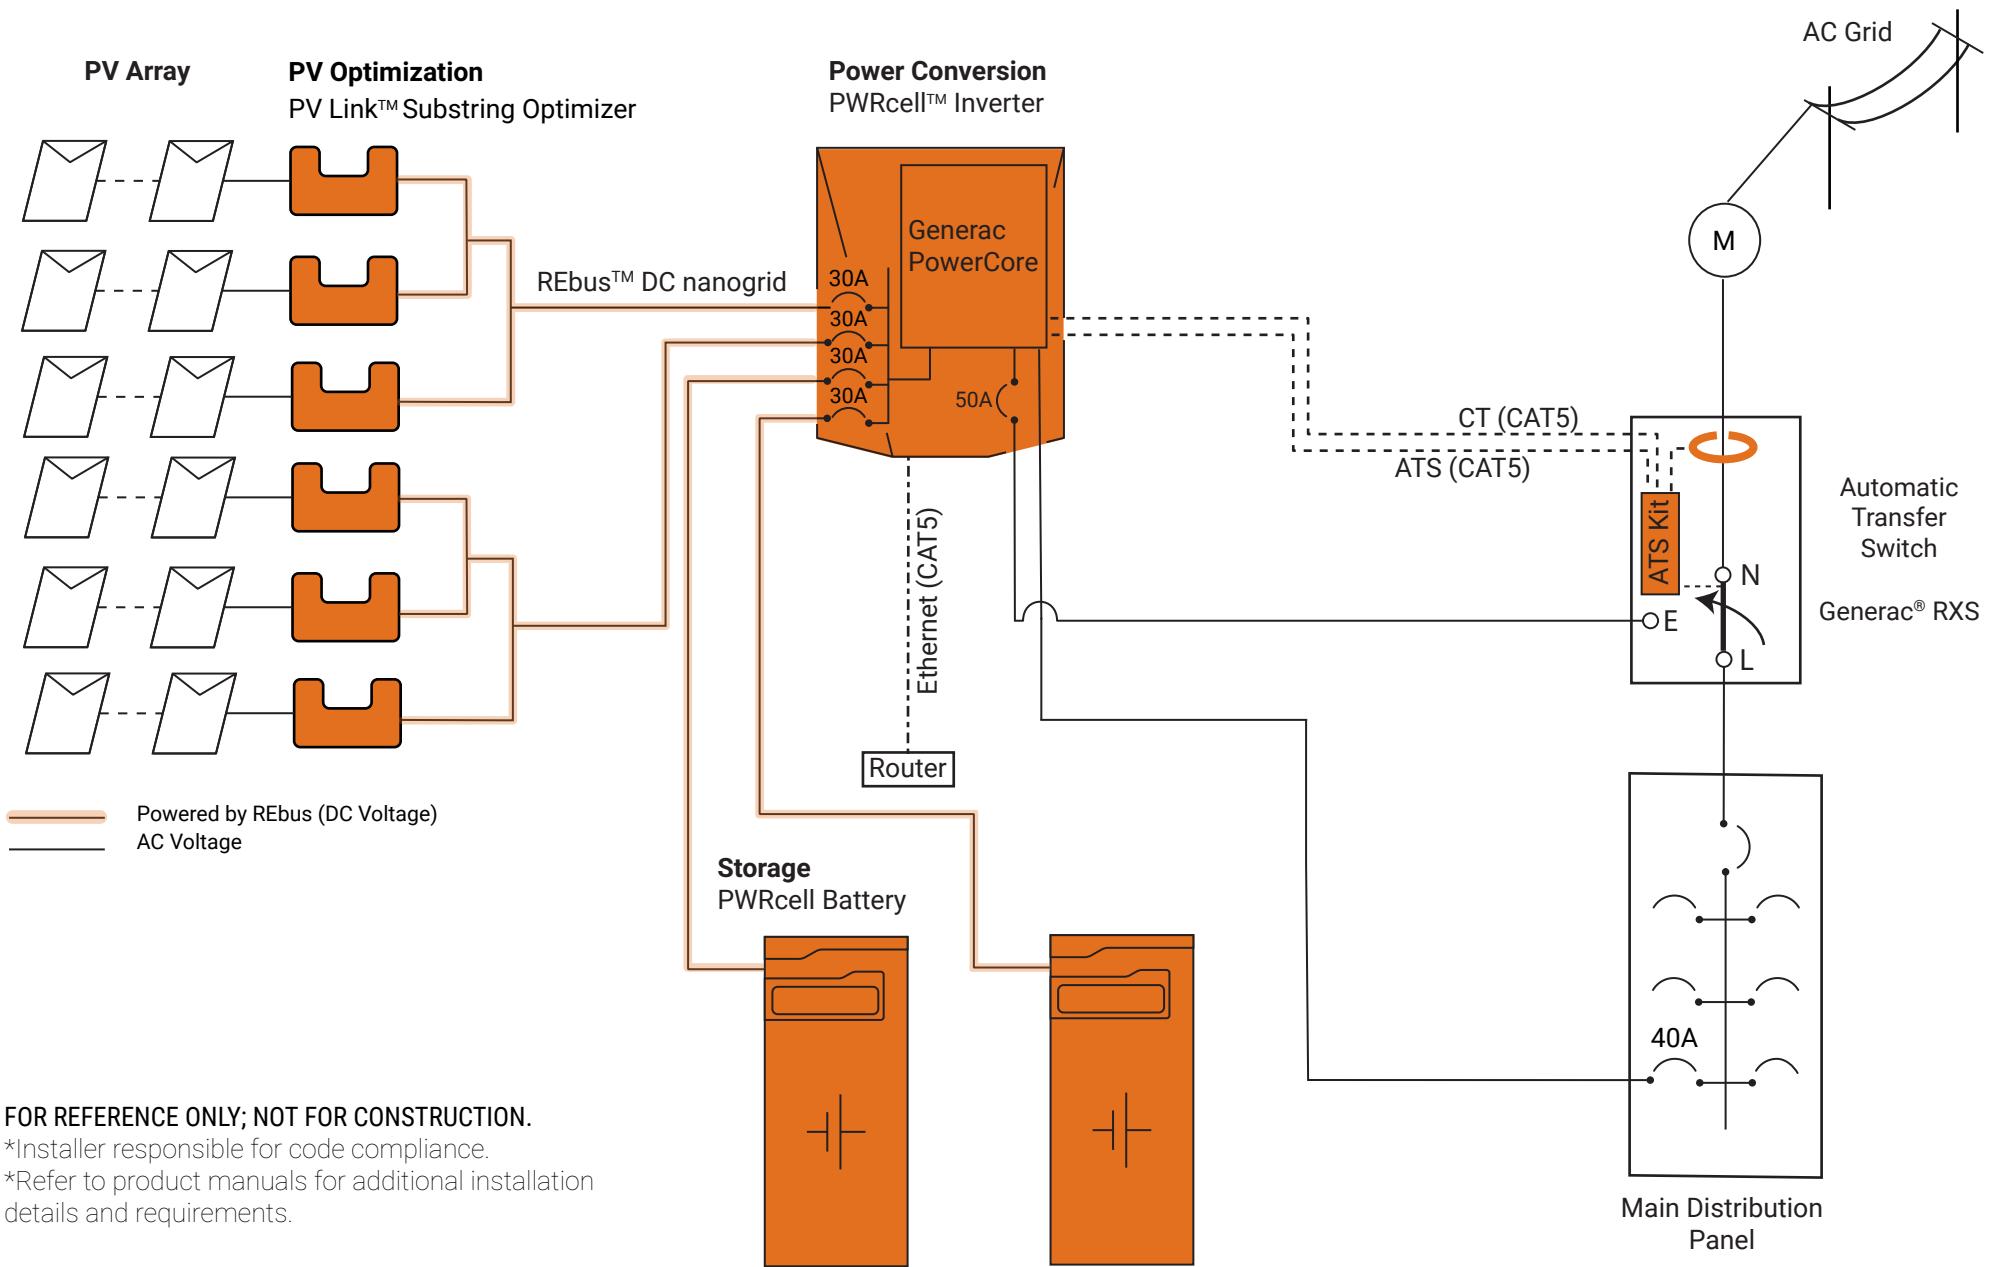 PV Array
PV Optimization
PV Link™ Substring Optimizer
Power Conversion
PWRcell™ Inverter
AC Grid
M
Generac
PowerCore
REbus™ DC nanogrid
30A
30A
30A
30A
50A
CT (CAT5)
ATS (CAT5)
ATS Kit
N
E
L
Automatic
Transfer
Switch
Generac® RXS
Ethernet (CAT5)
Router
Powered by REbus (DC Voltage)
AC Voltage
Storage
PWRcell Battery
40A
Main Distribution
Panel
FOR REFERENCE ONLY; NOT FOR CONSTRUCTION.
*Installer responsible for code compliance.
*Refer to product manuals for additional installation
details and requirements.